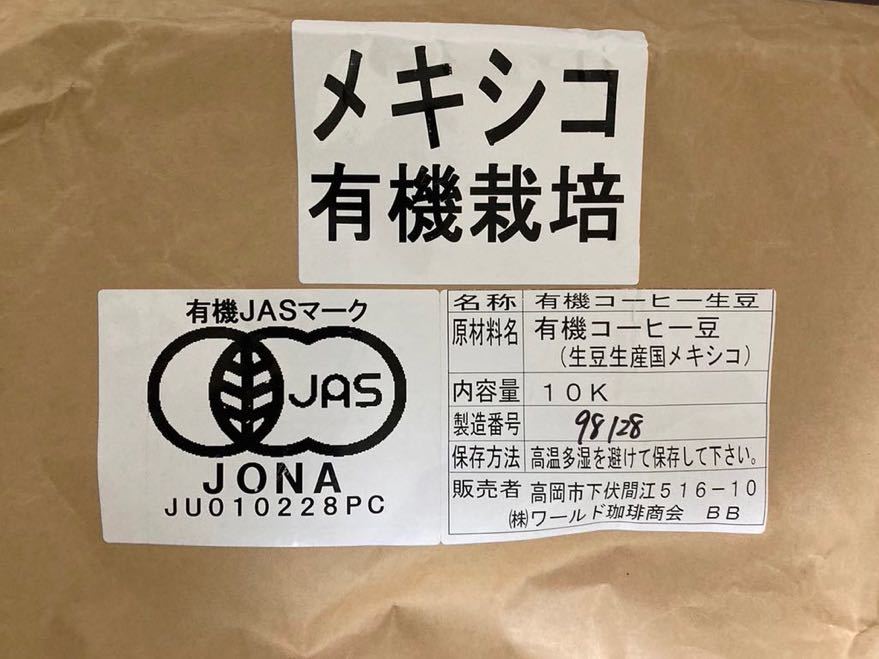 メキシコ
有機栽培
有機JASマーク
JAS
JONA
JU010228PC
名称 有機コーヒー生豆
原材料名 有機コーヒー豆
(生豆生産国メキシコ)
内容量 10K
製造番号 98128
保存方法 高温多湿を避けて保存して下さい。
販売者 高岡市下伏間江516-10
㈱ワールド珈琲商会 BB